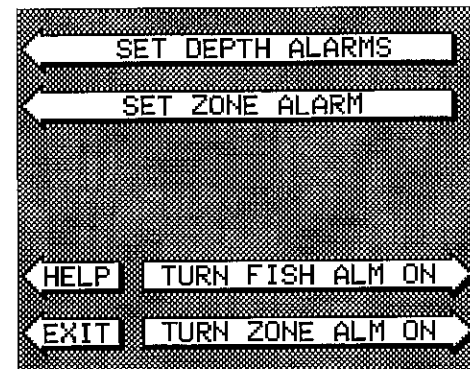 SET DEPTH ALARMS
SET ZONE ALARM
HELP TURN FISH ALM ON
EXIT TURN ZONE ALM ON